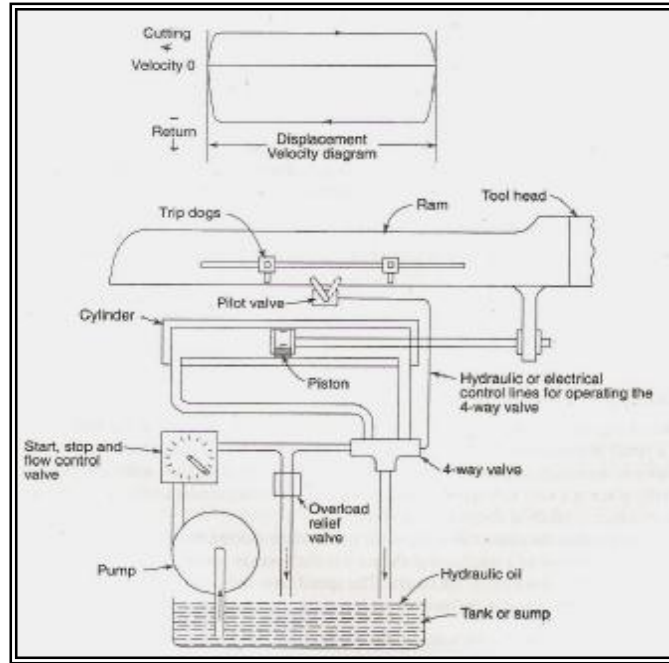 Cutting
Velocity 0
Return
Displacement
Velocity diagram
Tool head
Ram
Trip dogs
Pilot valve
Cylinder
Piston
Hydraulic or electrical
control lines for operating the
4-way valve
Start, stop and
flow control
valve
4-way valve
Overload
relief
valve
Pump
Hydraulic oil
Tank or sump